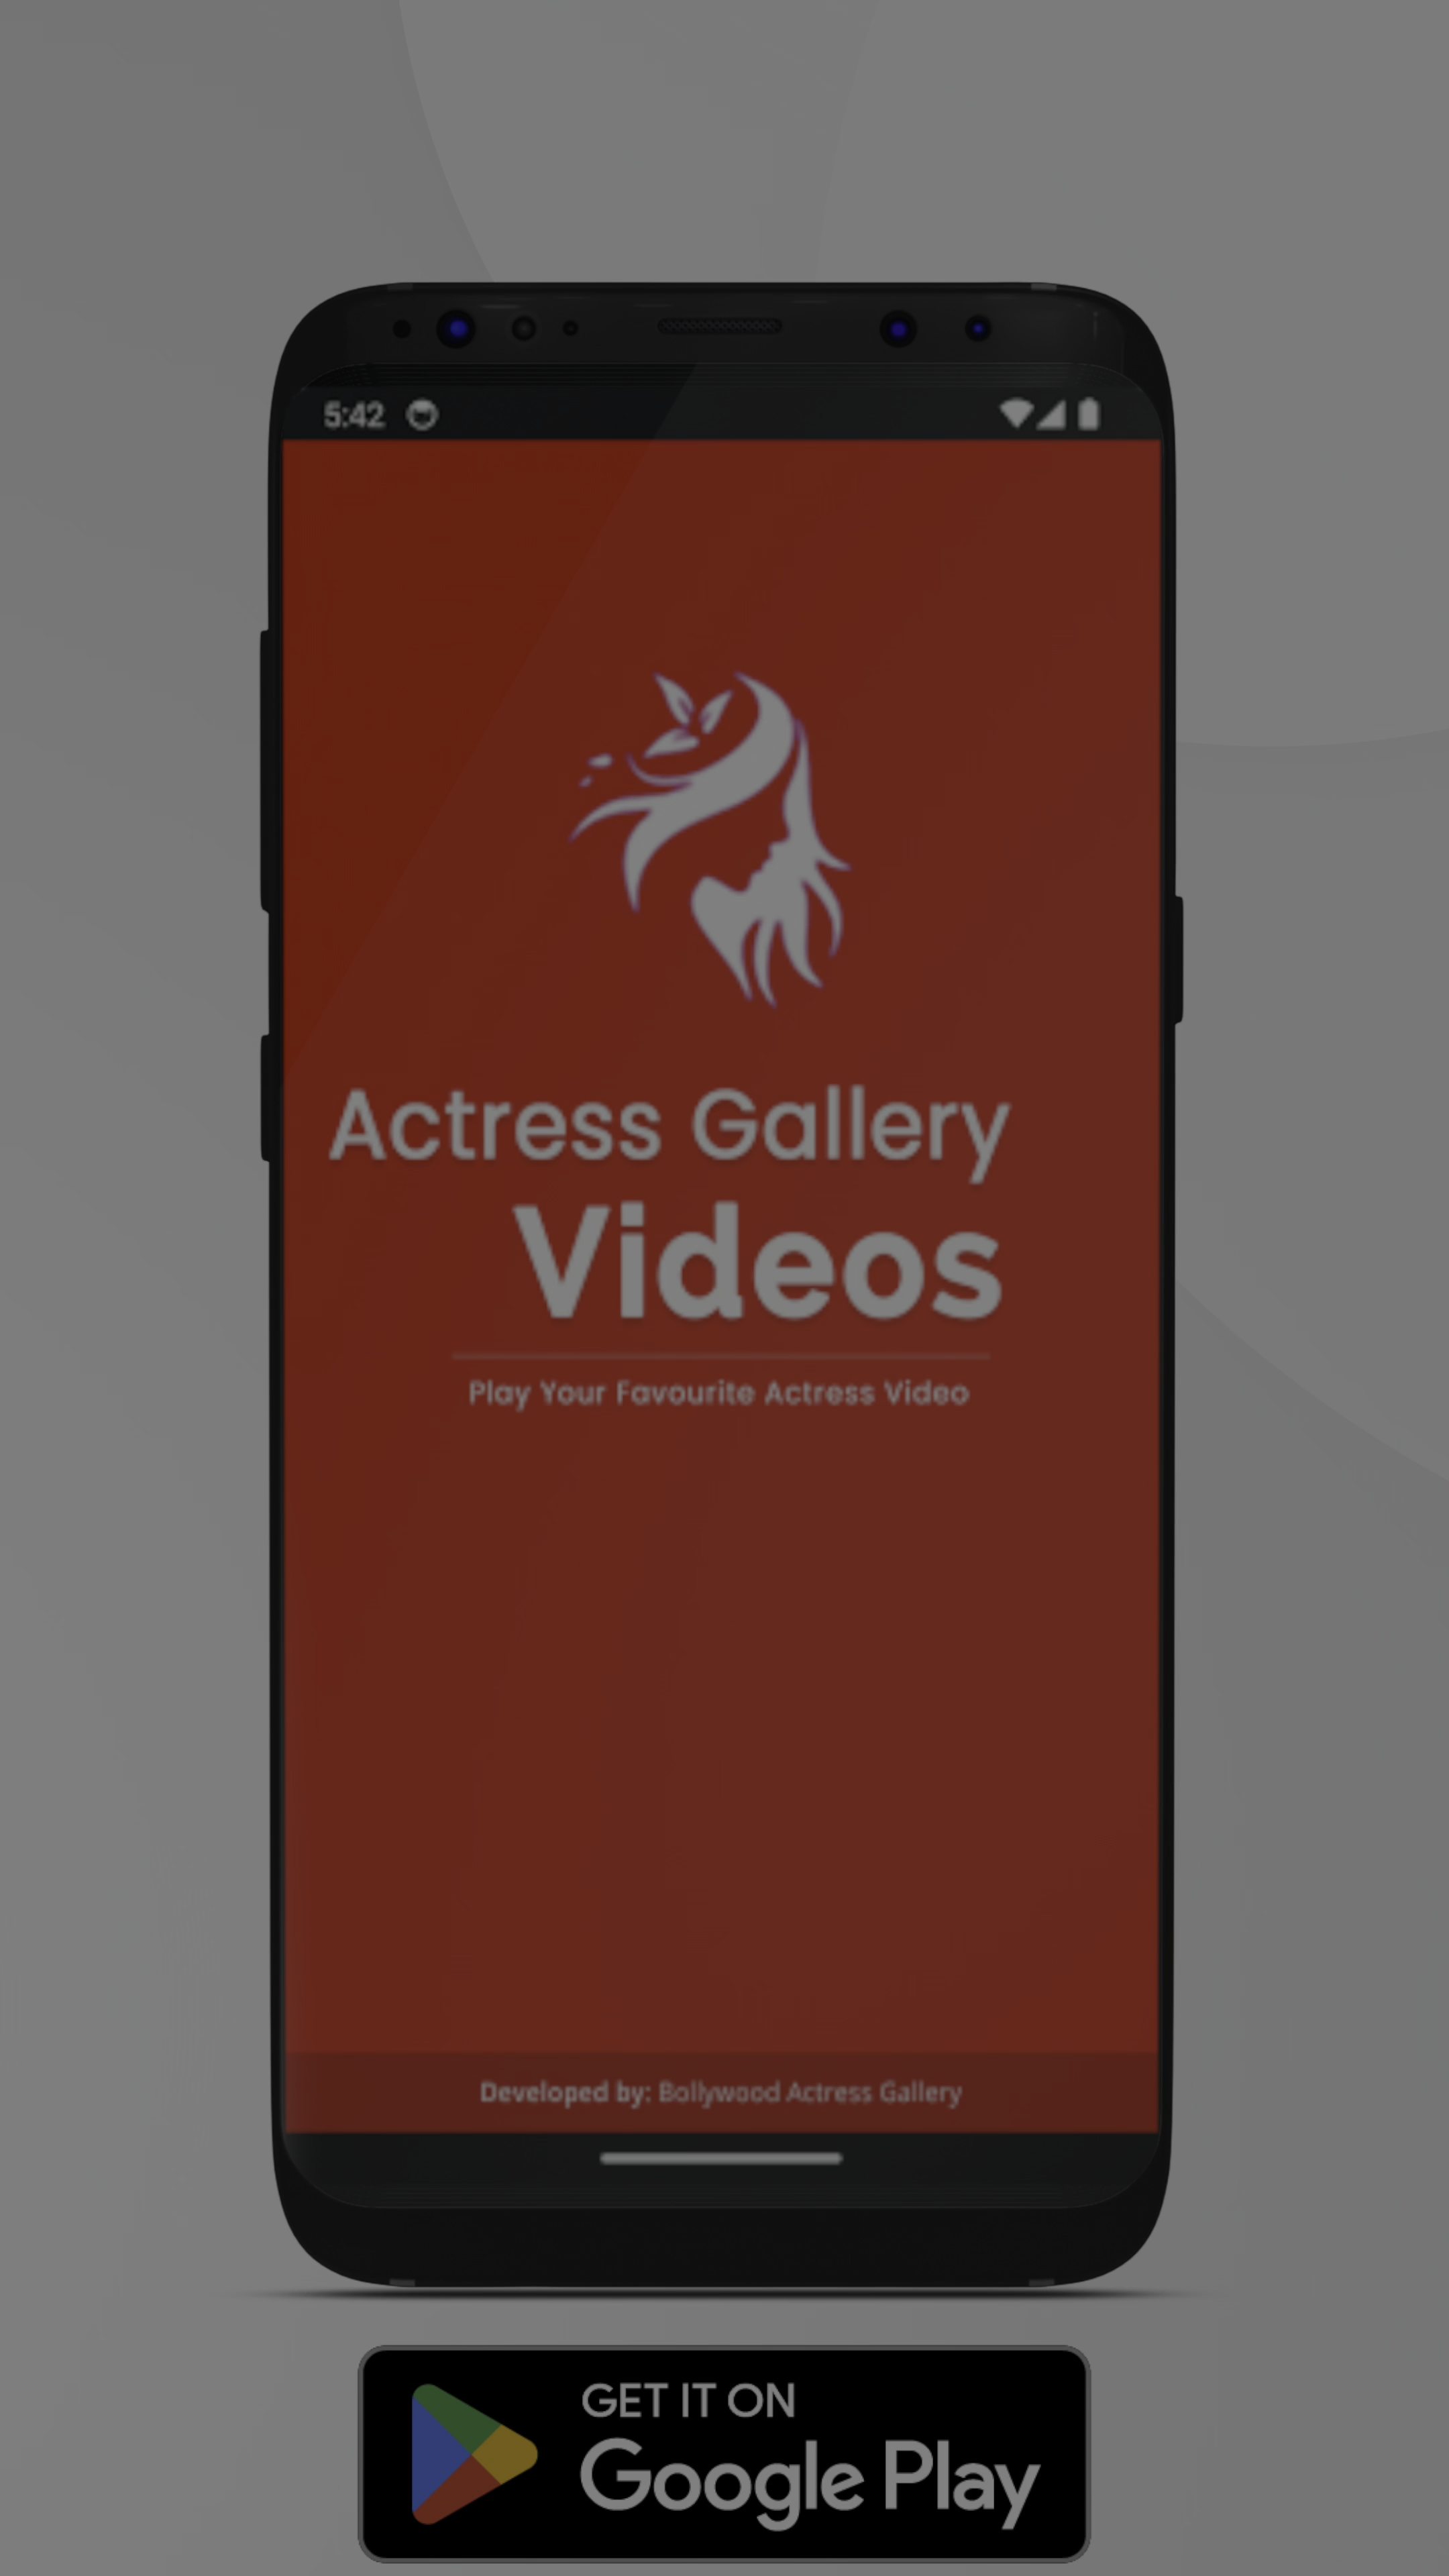 5:42
Actress Gallery
Videos
Play Your Favourite Actress Video
Developed by: Bollywood Actress Gallery
GET IT ON
Google Play